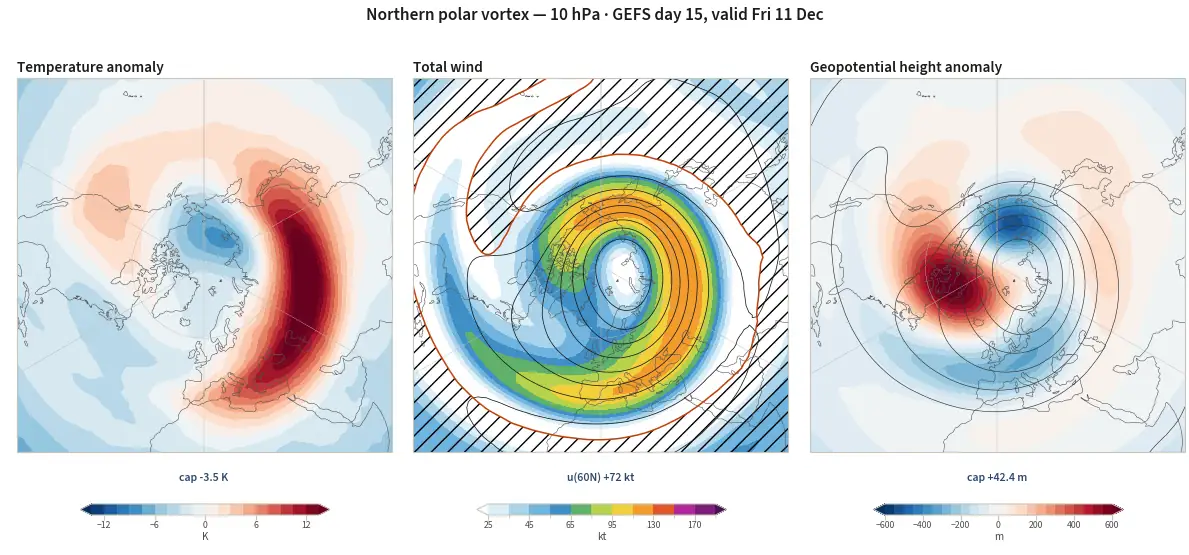 Northern polar vortex — 10 hPa · GEFS day 15, valid Fri 11 Dec
Temperature anomaly
Total wind
Geopotential height anomaly
cap -3.5 K
u(60N) +72 kt
cap +42.4 m
−12 −6 0 6 12
K
25 45 65 95 130 170
kt
−600 −400 −200 0 200 400 600
m